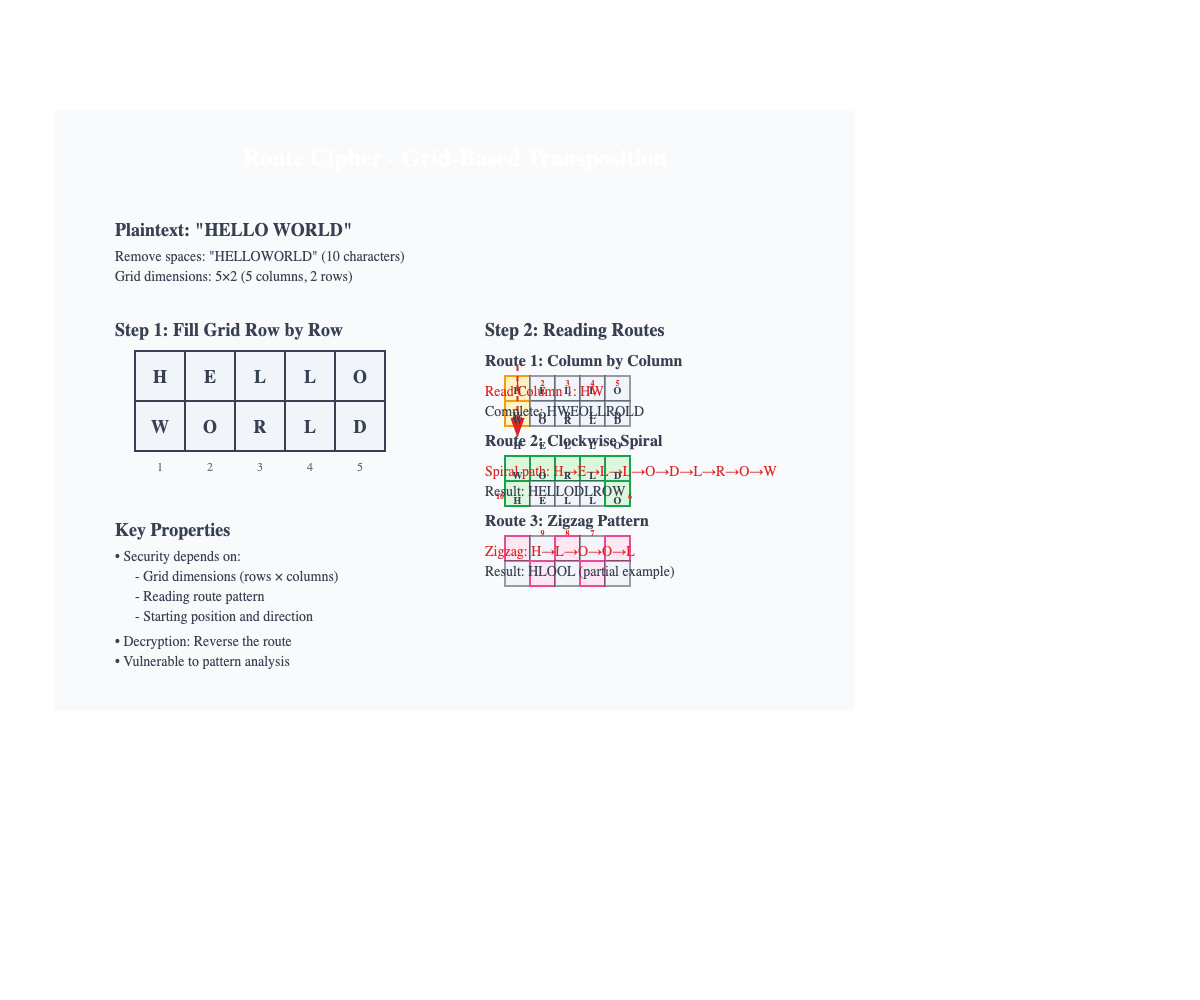 Route Cipher - Grid-Based Transposition
Plaintext: "HELLO WORLD"
Remove spaces: "HELLOWORLD" (10 characters)
Grid dimensions: 5×2 (5 columns, 2 rows)
Step 1: Fill Grid Row by Row
H E L L O
W O R L D
1 2 3 4 5
Key Properties
• Security depends on:
- Grid dimensions (rows × columns)
- Reading route pattern
- Starting position and direction
• Decryption: Reverse the route
• Vulnerable to pattern analysis
Step 2: Reading Routes
Route 1: Column by Column
2 3 4 5
H E L L O
Read Column 1: HW
Complete: HWEOLLROLD
W O R L D
Route 2: Clockwise Spiral
H E L L O
Spiral path: H→E→L→L→O→D→L→R→O→W
W O R L D
Result: HELLODLROW
10 H E L L O 6
Route 3: Zigzag Pattern
9 8 7
Zigzag: H→L→O→O→L
Result: HLOOL (partial example)